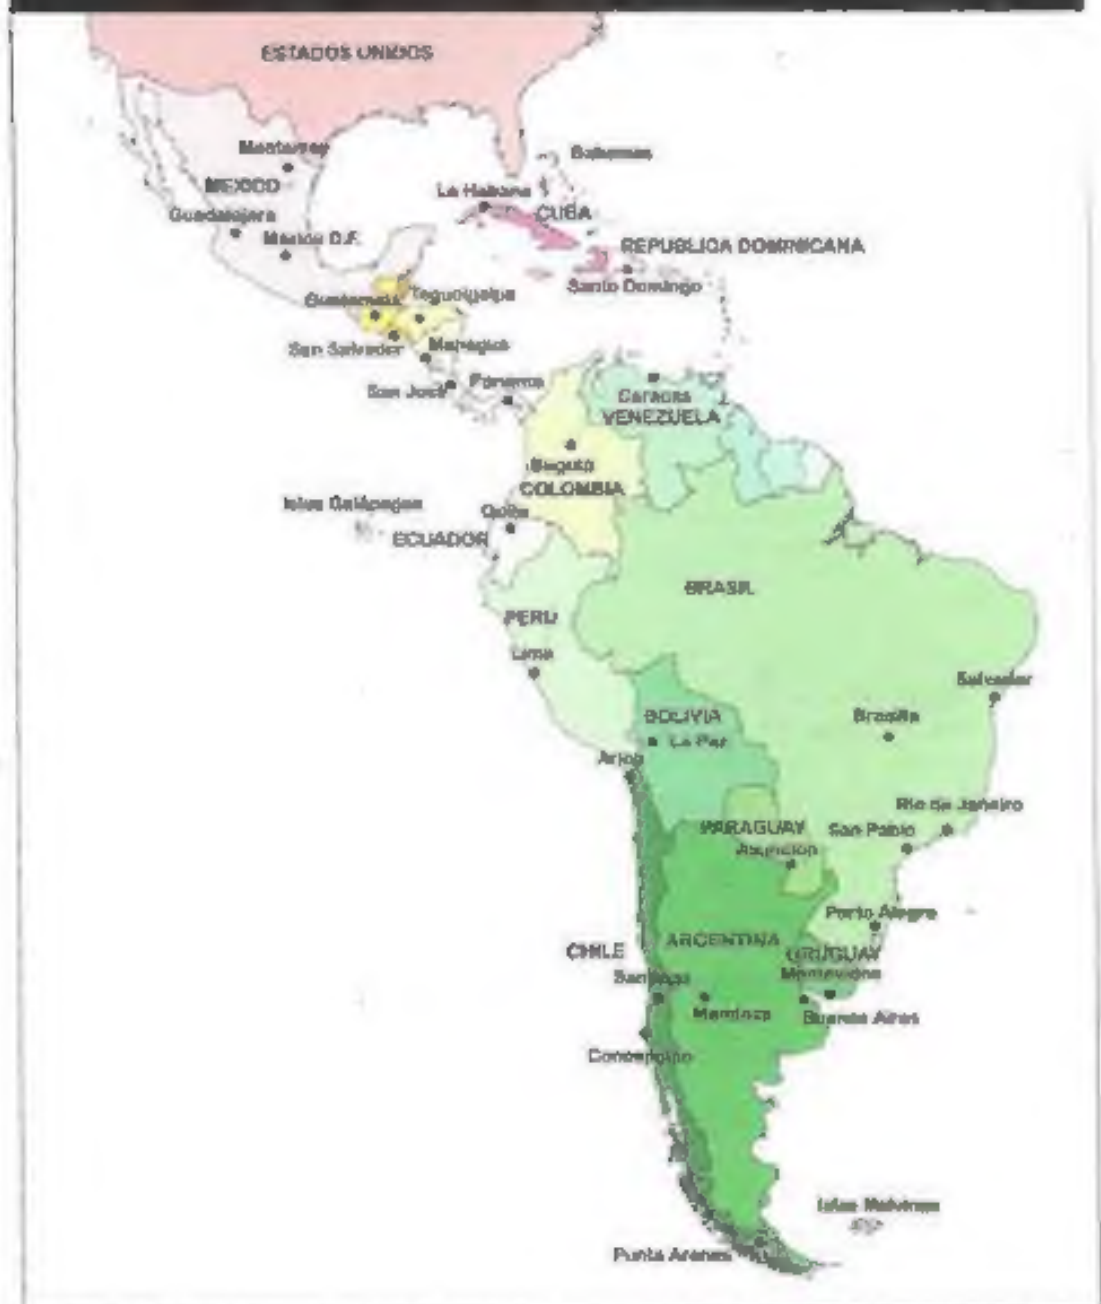 ESTADOS UNIDOS
Monterrey
Bahamas
MEXICO
La Habana
Guadalajara
CUBA
Mexico D.F.
REPUBLICA DOMINICANA
Santo Domingo
Guatemala
Tegucigalpa
San Salvador
Managua
San José
Panama
Caracas
VENEZUELA
Bogotá
COLOMBIA
Islas Galápagos
Quito
ECUADOR
BRASIL
PERU
Lima
Salvador
BOLIVIA
Brasilia
La Paz
Arica
Rio de Janeiro
PARAGUAY
San Pablo
Asuncion
Porto Alegre
CHILE
ARGENTINA
URUGUAY
Santiago
Montevideo
Mendoza
Buenos Aires
Concepcion
Islas Malvinas
Punta Arenas